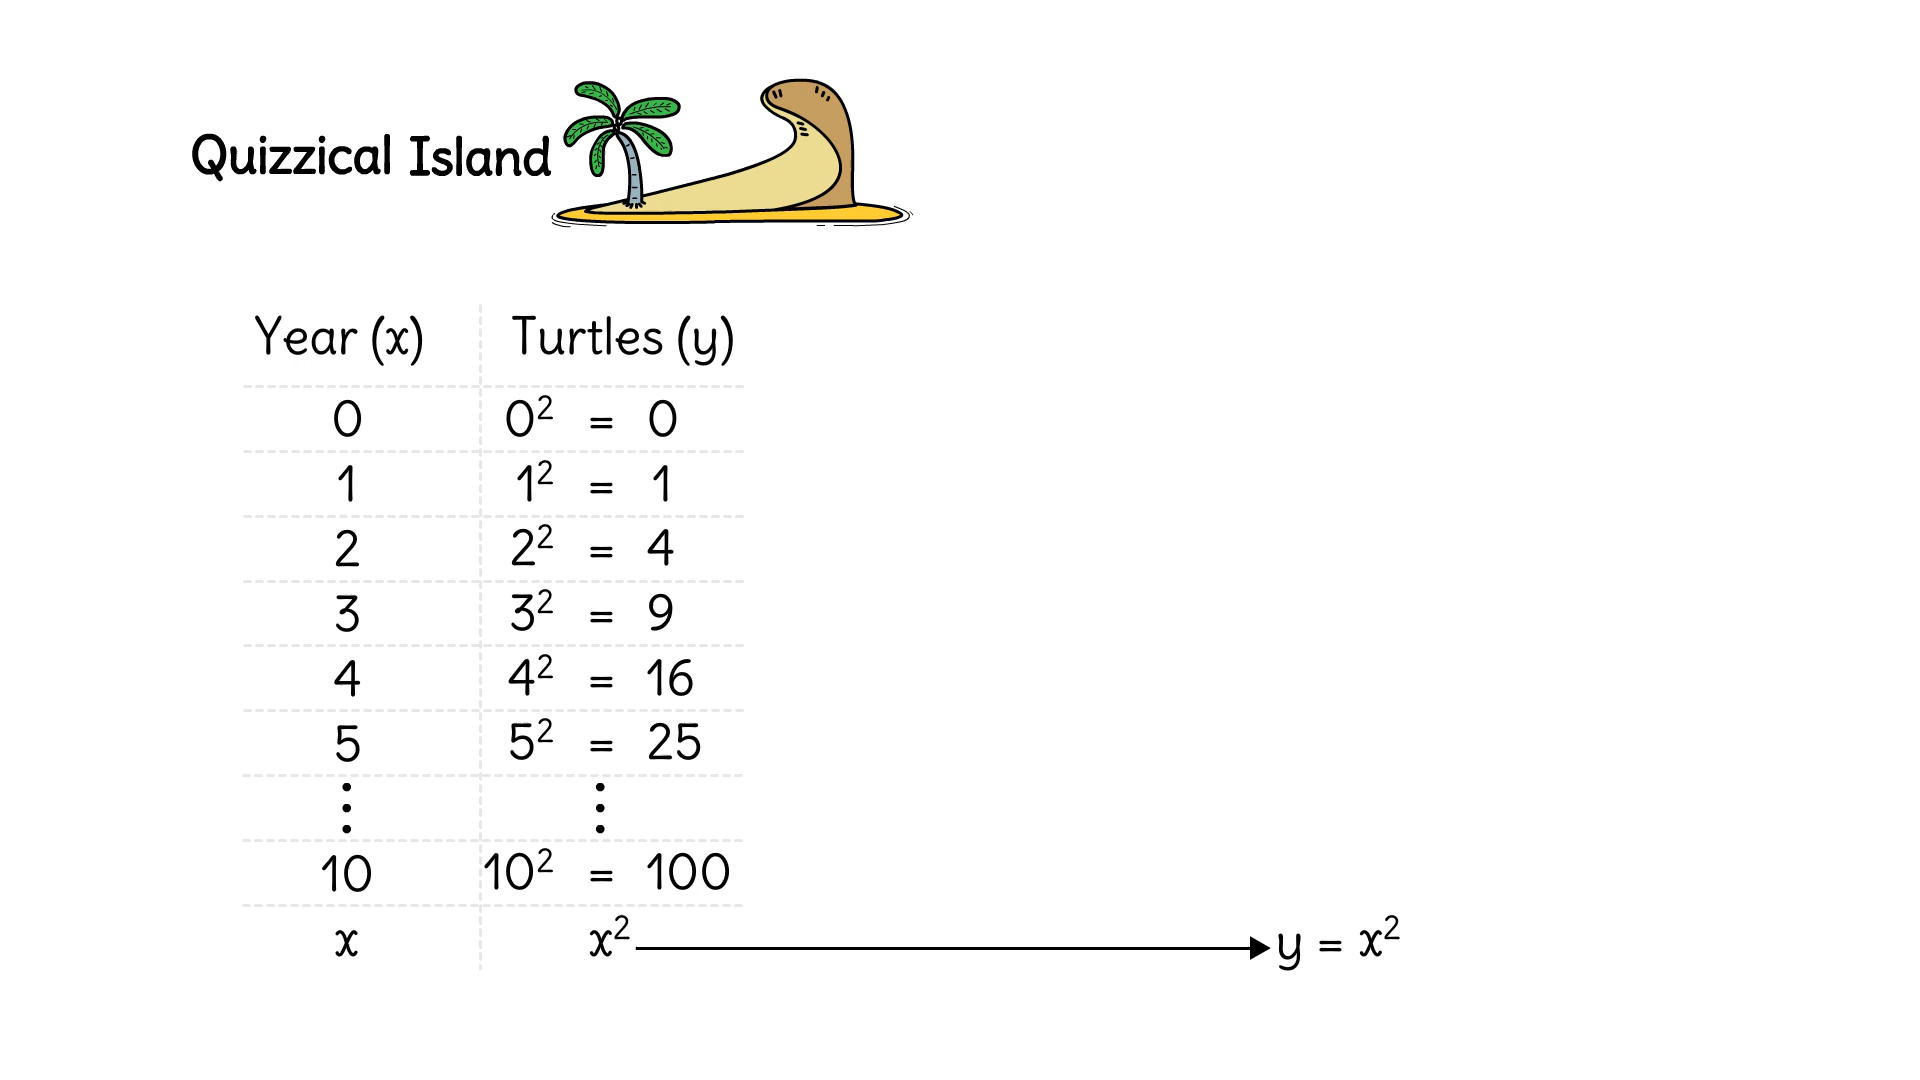 Quizzical Island
Year (x) Turtles (y)
0 0² = 0
1 1² = 1
2 2² = 4
3 3² = 9
4 4² = 16
5 5² = 25
⋮ ⋮
10 10² = 100
x x² y = x²